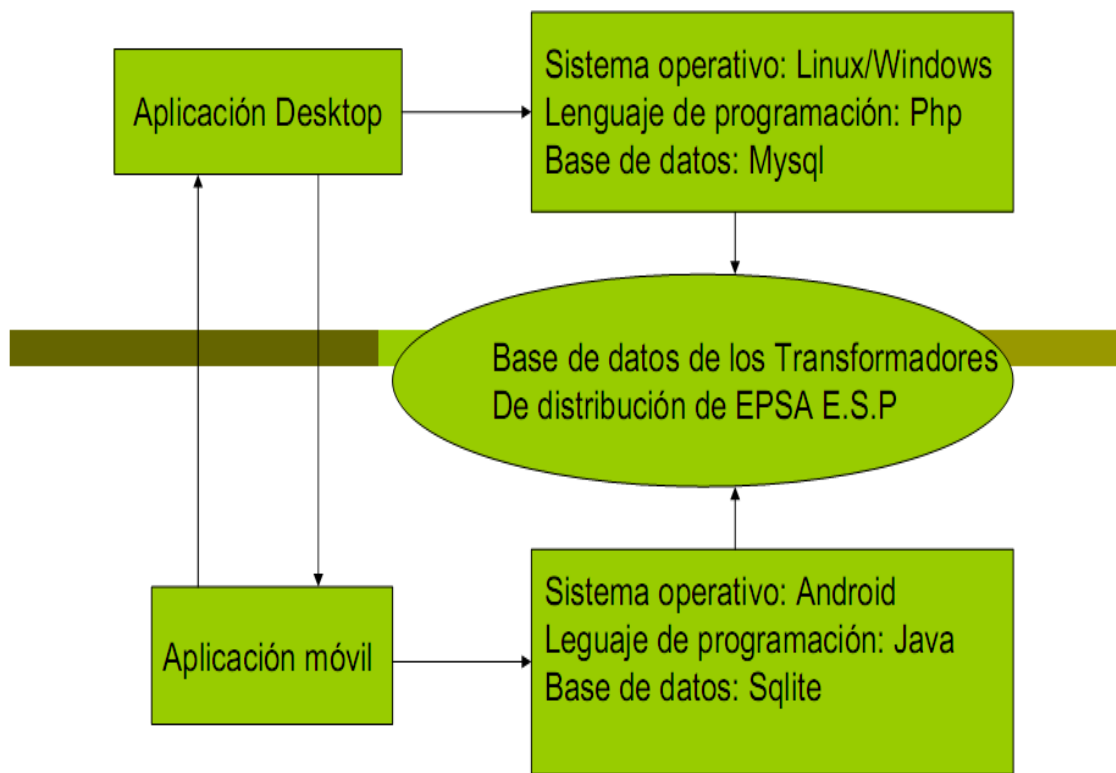 Aplicación Desktop
Sistema operativo: Linux/Windows
Lenguaje de programación: Php
Base de datos: Mysql
Base de datos de los Transformadores
De distribución de EPSA E.S.P
Aplicación móvil
Sistema operativo: Android
Leguaje de programación: Java
Base de datos: Sqlite